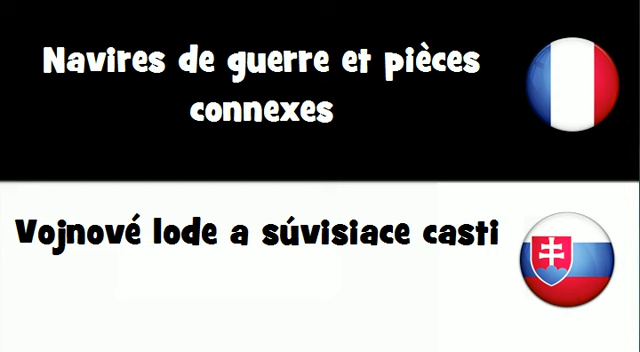 Navires de guerre et pièces
connexes
Vojnové lode a súvisiace casti